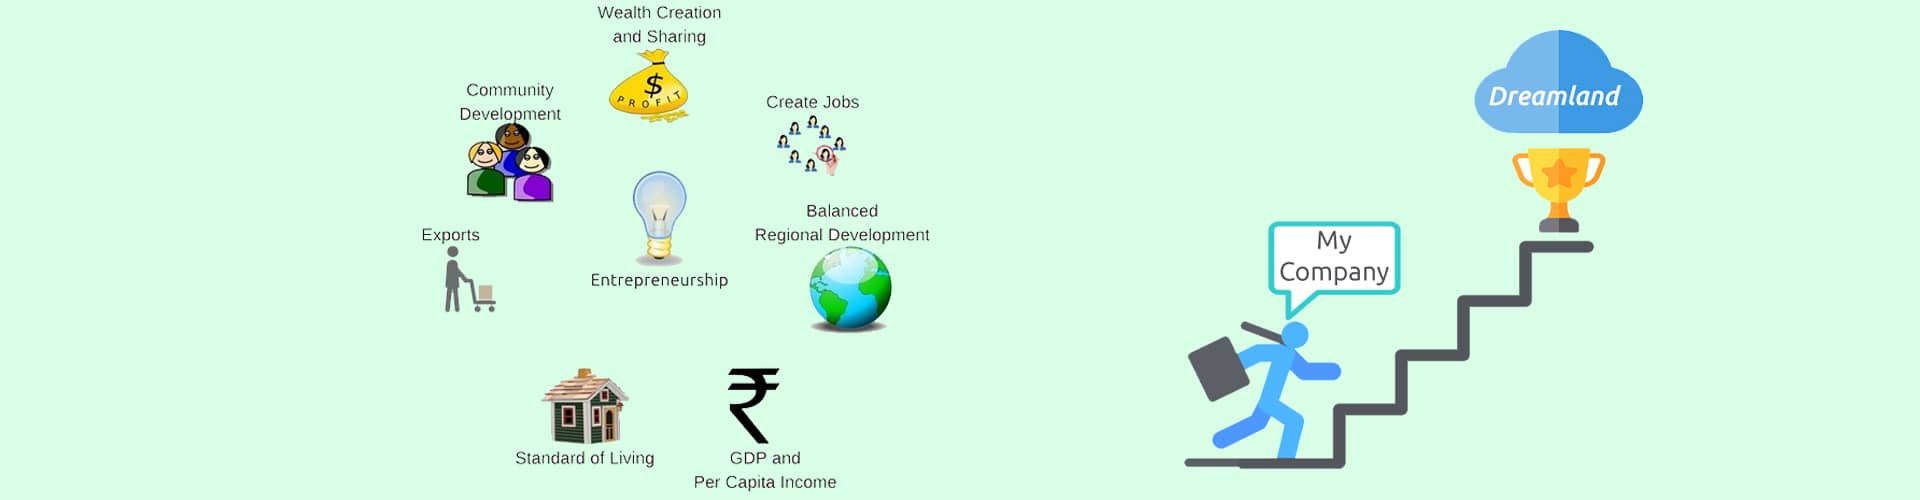 Wealth Creation
and Sharing
$
PROFIT
Community
Development
Create Jobs
Exports
Entrepreneurship
Balanced
Regional Development
Standard of Living
₹
GDP and
Per Capita Income
Dreamland
My
Company